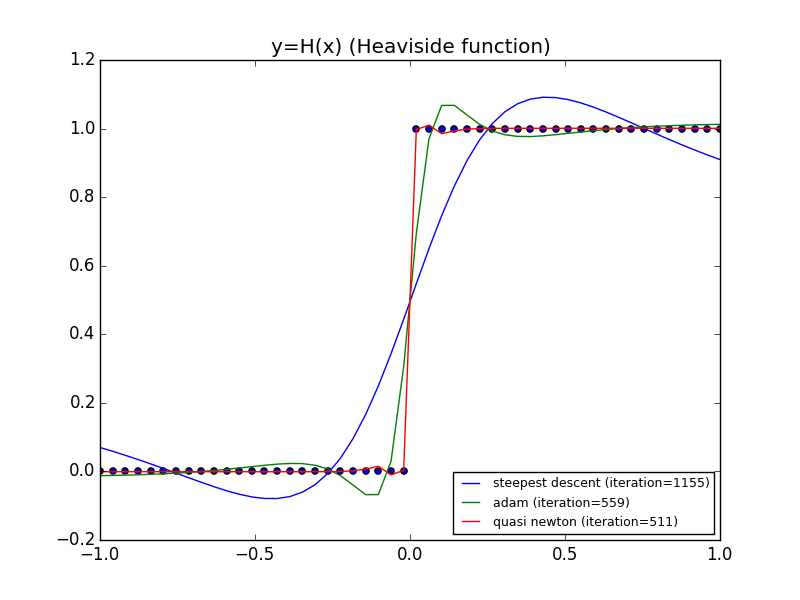 y=H(x) (Heaviside function)
1.2
1.0
0.8
0.6
0.4
0.2
0.0
−0.2
−1.0 −0.5 0.0 0.5 1.0
steepest descent (iteration=1155)
adam (iteration=559)
quasi newton (iteration=511)